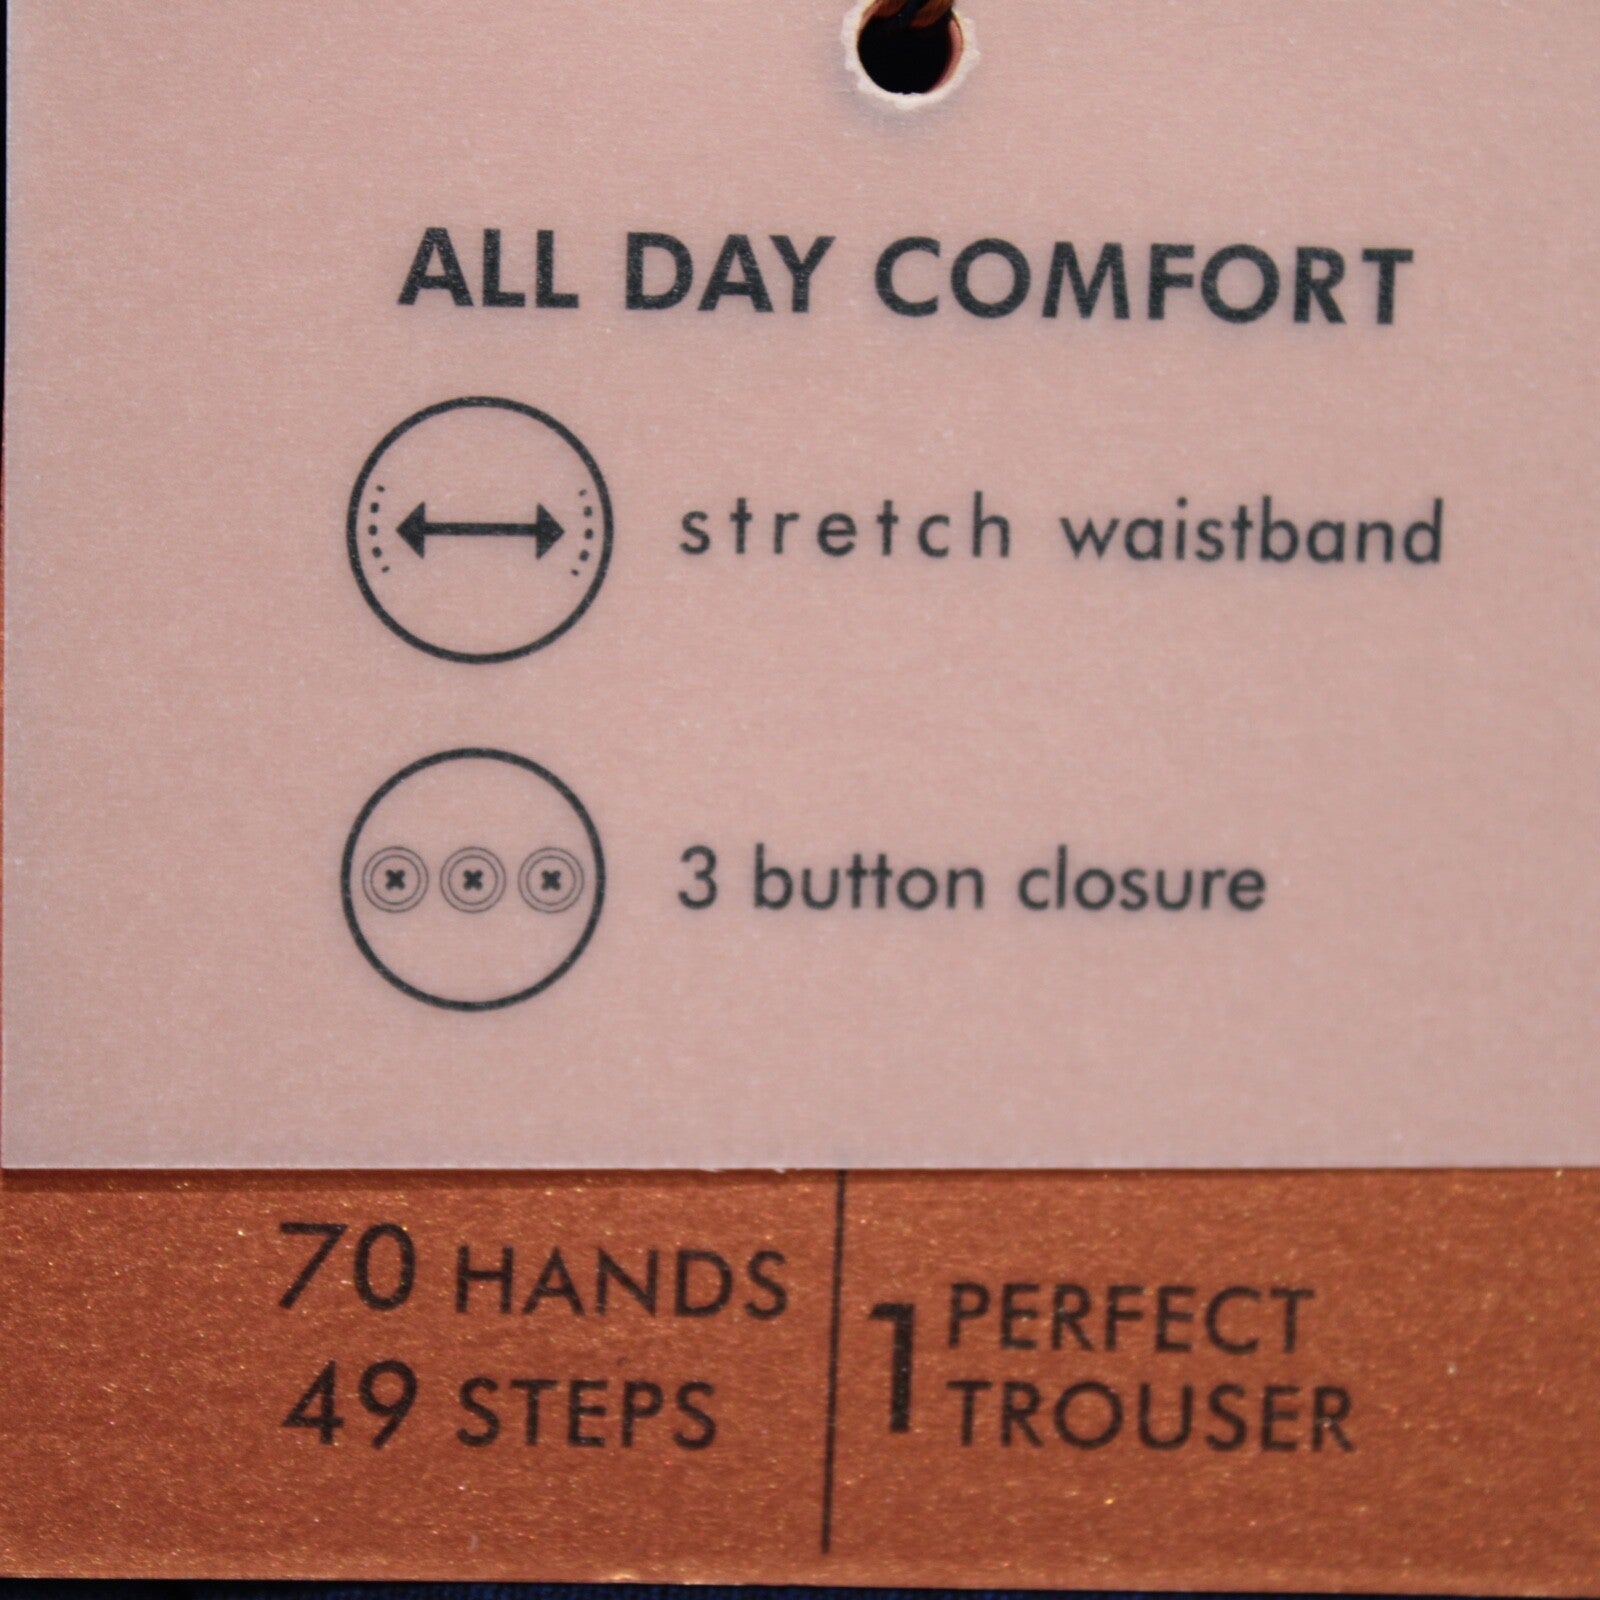 ALL DAY COMFORT
stretch waistband
3 button closure
70 HANDS
49 STEPS
1 PERFECT
TROUSER